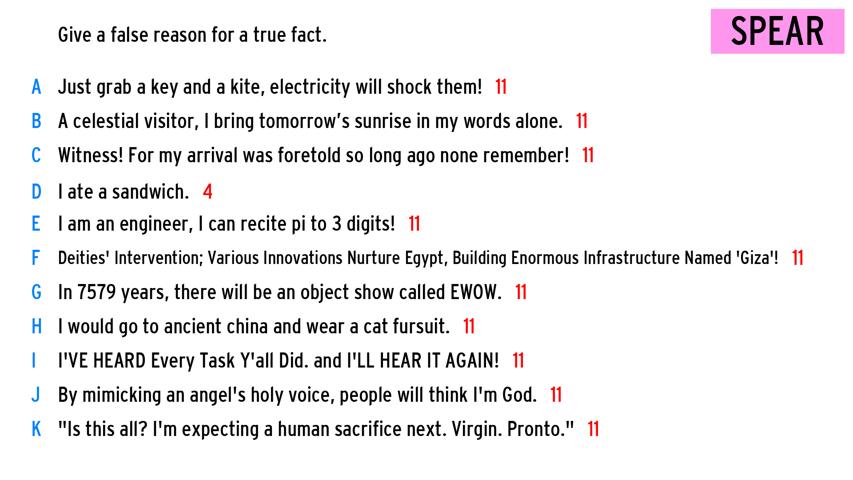 Give a false reason for a true fact.
SPEAR
A Just grab a key and a kite, electricity will shock them! 11
B A celestial visitor, I bring tomorrow's sunrise in my words alone. 11
C Witness! For my arrival was foretold so long ago none remember! 11
D I ate a sandwich. 4
E I am an engineer, I can recite pi to 3 digits! 11
F Deities' Intervention; Various Innovations Nurture Egypt, Building Enormous Infrastructure Named 'Giza'! 11
G In 7579 years, there will be an object show called EWOW. 11
H I would go to ancient china and wear a cat fursuit. 11
I I'VE HEARD Every Task Y'all Did. and I'LL HEAR IT AGAIN! 11
J By mimicking an angel's holy voice, people will think I'm God. 11
K "Is this all? I'm expecting a human sacrifice next. Virgin. Pronto." 11